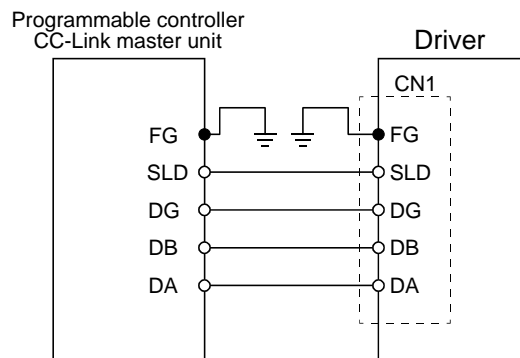 Programmable controller
CC-Link master unit
Driver
CN1
FG
FG
SLD
SLD
DG
DG
DB
DB
DA
DA